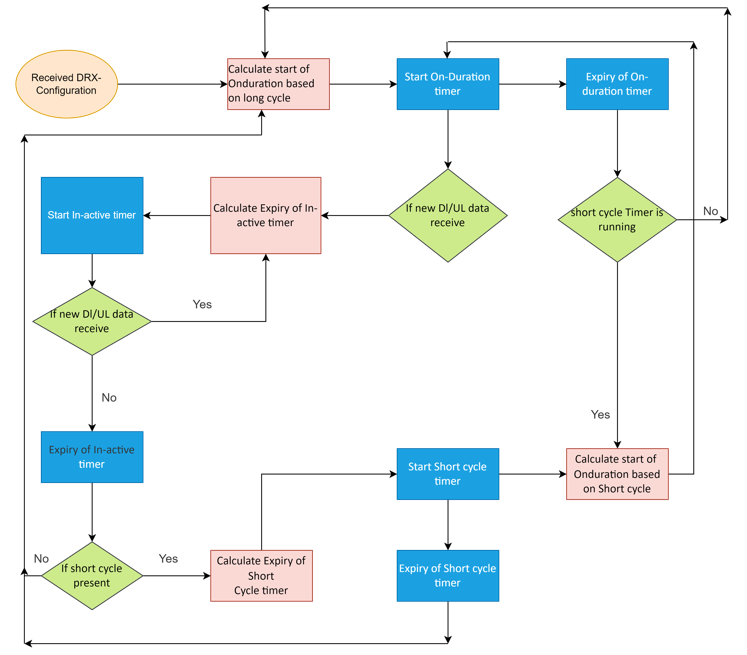 Received DRX-
Configuration
Calculate start of
Onduration based
on long cycle
Start On-Duration
timer
Expiry of On-
duration timer
Start In-active timer
Calculate Expiry of In-
active timer
If new Dl/UL data
receive
short cycle Timer is
running
No
If new Dl/UL data
receive
Yes
No
Yes
Expiry of In-active
timer
Start Short cycle
timer
Calculate start of
Onduration based
on Short cycle
No
If short cycle
present
Yes
Calculate Expiry of
Short
Cycle timer
Expiry of Short cycle
timer